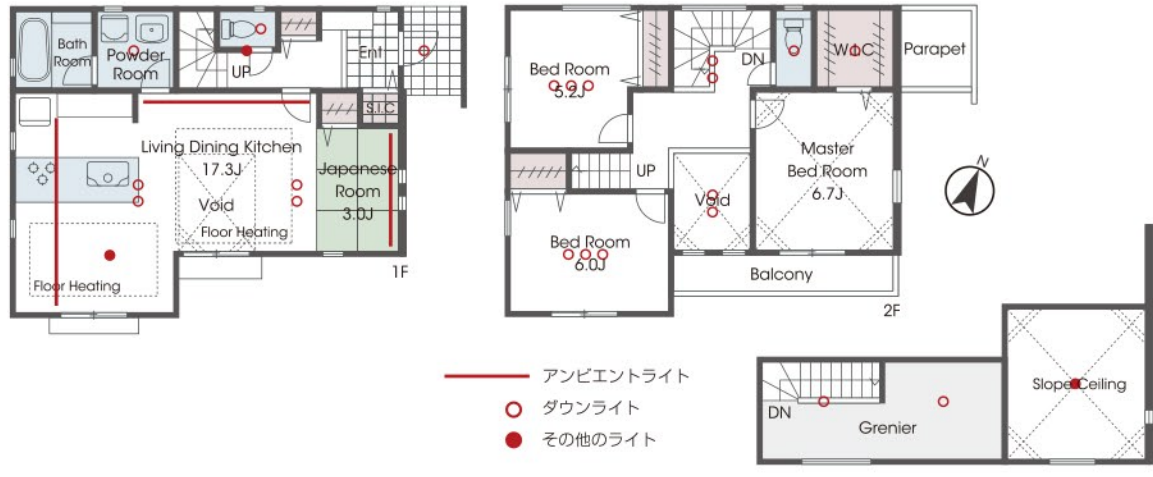 Bath
Room
Powder
Room
UP
Ent
S.I.C
Living Dining Kitchen
17.3J
Void
Floor Heating
Japanese
Room
3.0J
Floor Heating
1F
Bed Room
5.2J
DN
W.I.C
Parapet
UP
Void
Master
Bed Room
6.7J
Bed Room
6.0J
Balcony
2F
N
アンビエントライト
ダウンライト
その他のライト
DN
Grenier
Slope Ceiling